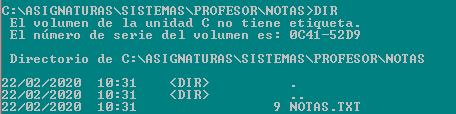 C:\ASIGNATURAS\SISTEMAS\PROFESOR\NOTAS>DIR
El volumen de la unidad C no tiene etiqueta.
El número de serie del volumen es: 0C41-52D9
Directorio de C:\ASIGNATURAS\SISTEMAS\PROFESOR\NOTAS
22/02/2020 10:31 <DIR> .
22/02/2020 10:31 <DIR> ..
22/02/2020 10:31 9 NOTAS.TXT